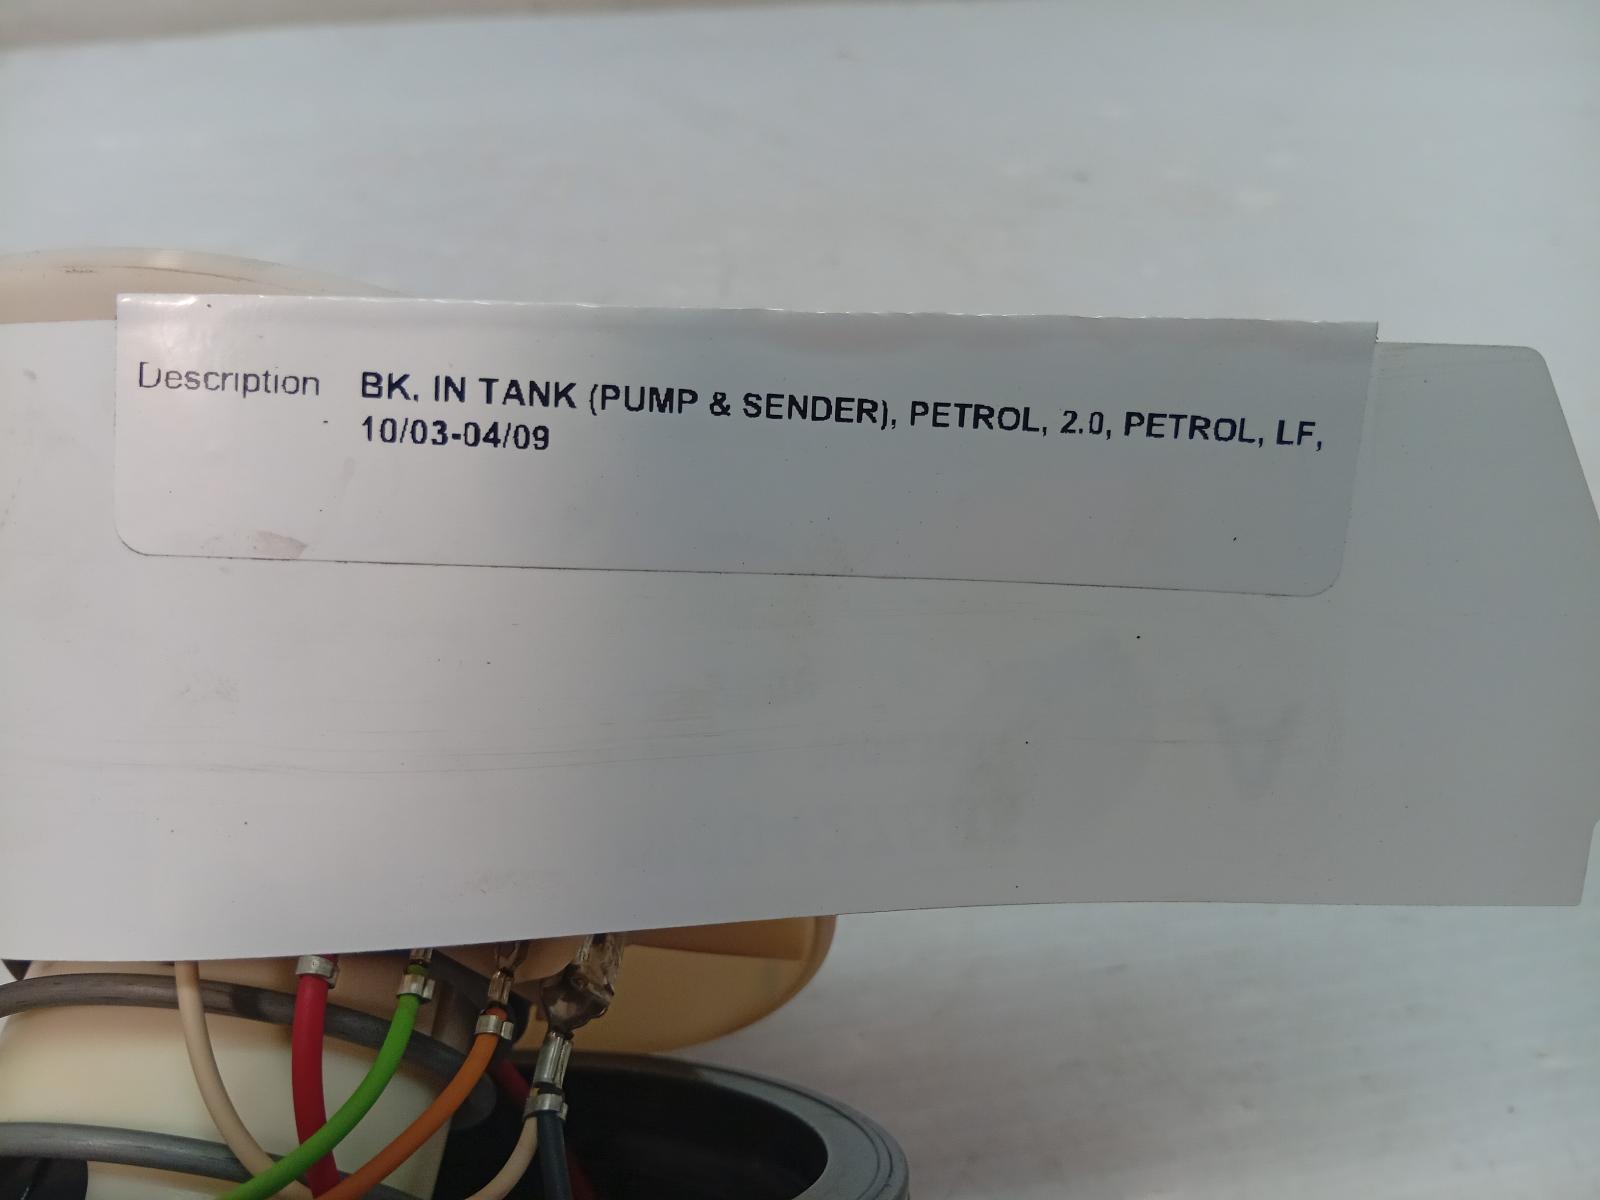 Description BK. IN TANK (PUMP & SENDER), PETROL, 2.0, PETROL, LF,
10/03-04/09